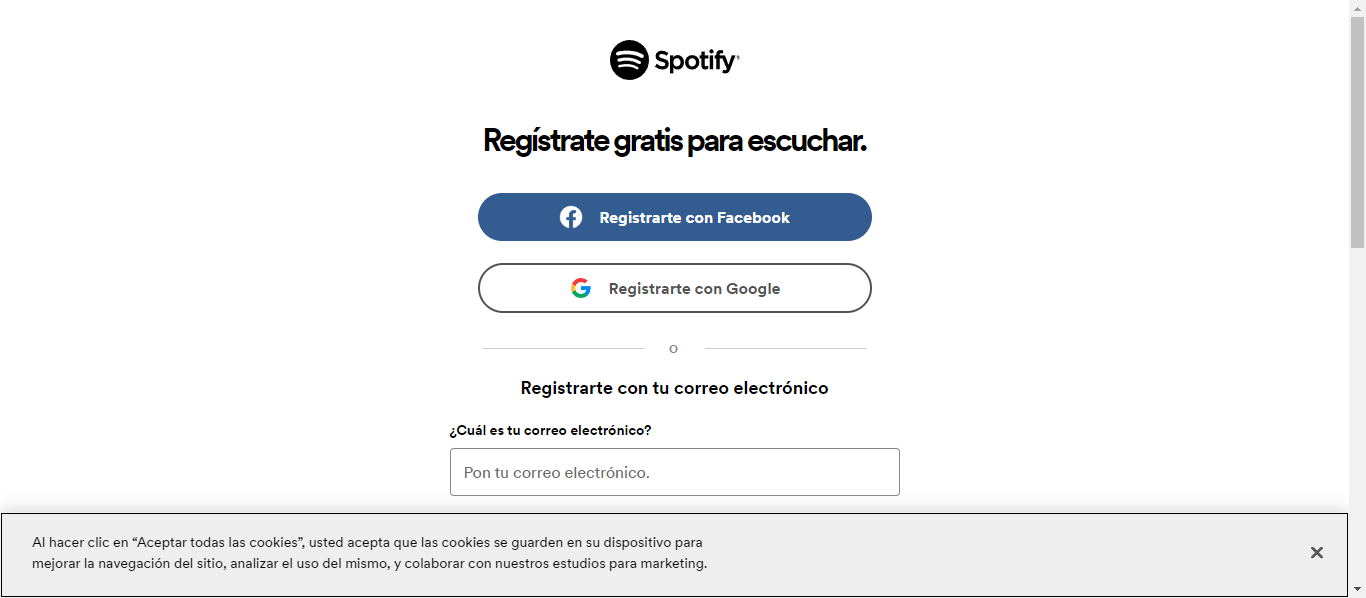 Spotify
Regístrate gratis para escuchar.
Registrarte con Facebook
Registrarte con Google
o
Registrarte con tu correo electrónico
¿Cuál es tu correo electrónico?
Pon tu correo electrónico.
Al hacer clic en “Aceptar todas las cookies”, usted acepta que las cookies se guarden en su dispositivo para
mejorar la navegación del sitio, analizar el uso del mismo, y colaborar con nuestros estudios para marketing.